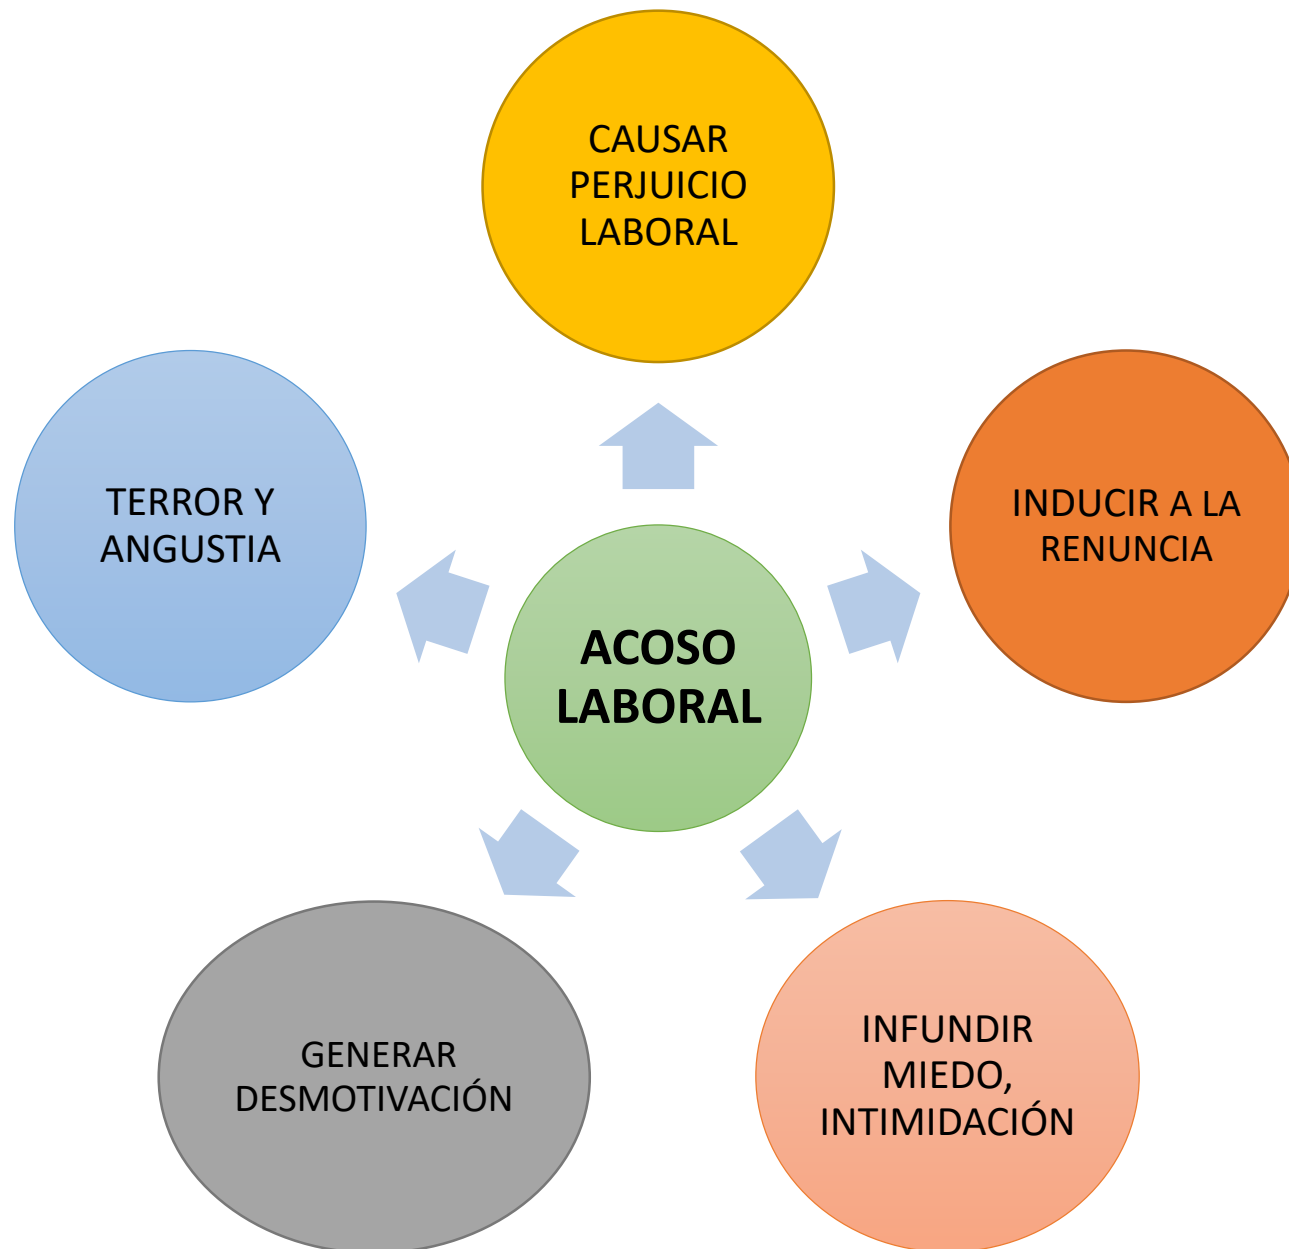 CAUSAR
PERJUICIO
LABORAL
TERROR Y
ANGUSTIA
INDUCIR A LA
RENUNCIA
ACOSO
LABORAL
GENERAR
DESMOTIVACIÓN
INFUNDIR
MIEDO,
INTIMIDACIÓN